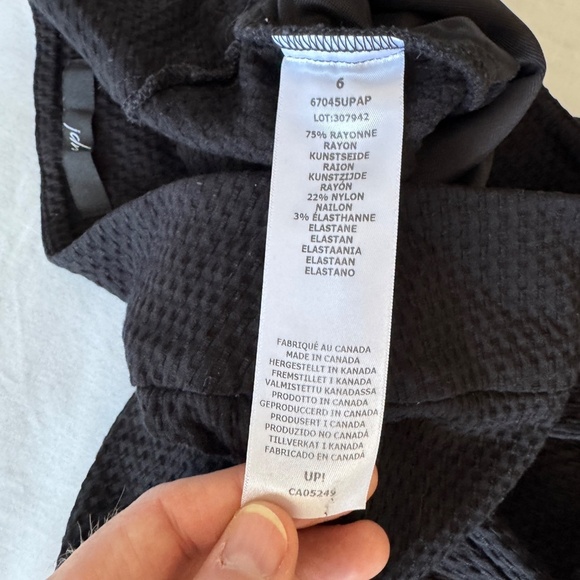 6
67045UPAP
LOT:307942
75% RAYONNE
RAYON
KUNSTSEIDE
RAION
KUNSTZIJDE
RAYÓN
22% NYLON
NAILON
3% ÉLASTHANNE
ELASTANE
ELASTAN
ELASTAANIA
ELASTAAN
ELASTANO
FABRIQUÉ AU CANADA
MADE IN CANADA
HERGESTELLT IN KANADA
FREMSTILLET I KANADA
VALMISTETTU KANADASSA
PRODOTTO IN CANADA
GEPRODUCCERD IN CANADA
PRODUSERT I CANADA
PRODUZIDO NO CANADÁ
TILLVERKAT I KANADA
FABRICADO EN CANADA
UP!
CA05249